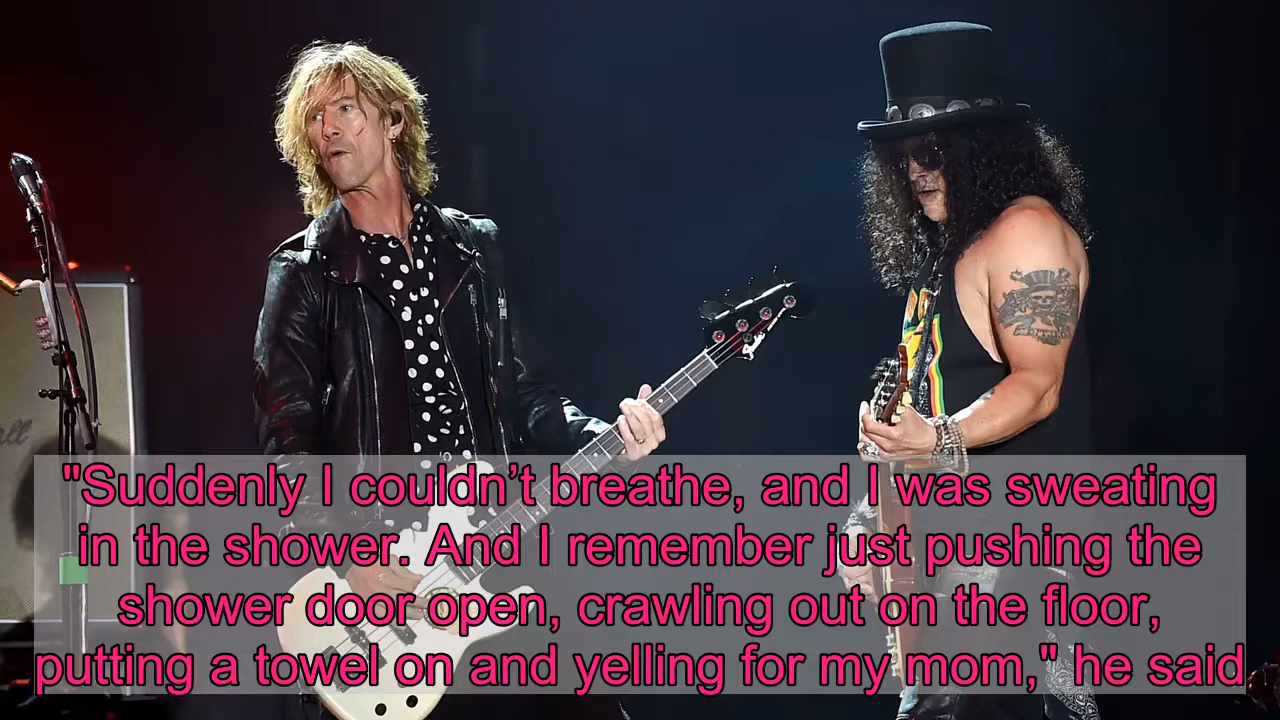 "Suddenly I couldn’t breathe, and I was sweating
in the shower. And I remember just pushing the
shower door open, crawling out on the floor,
putting a towel on and yelling for my mom," he said